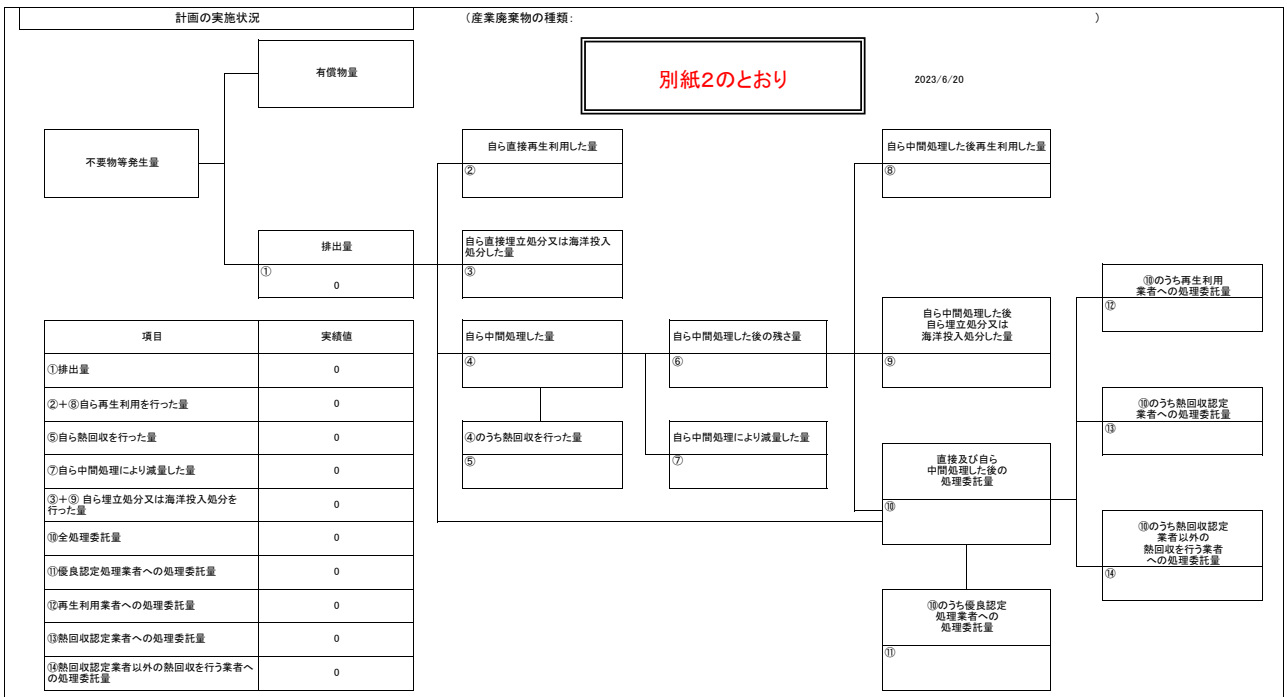 計画の実施状況
（産業廃棄物の種類：　）
有償物量
別紙２のとおり
2023/6/20
不要物等発生量
自ら直接再生利用した量
②
自ら中間処理した後再生利用した量
⑧
排出量
①
0
自ら直接埋立処分又は海洋投入
処分した量
③
⑩のうち再生利用
業者への処理委託量
⑫
項目 実績値
①排出量 0
②＋⑧自ら再生利用を行った量 0
⑤自ら熱回収を行った量 0
⑦自ら中間処理により減量した量 0
③＋⑨ 自ら埋立処分又は海洋投入処分を
行った量 0
⑩全処理委託量 0
⑪優良認定処理業者への処理委託量 0
⑫再生利用業者への処理委託量 0
⑬熱回収認定業者への処理委託量 0
⑭熱回収認定業者以外の熱回収を行う業者へ
の処理委託量 0
自ら中間処理した量
④
自ら中間処理した後の残さ量
⑥
自ら中間処理した後
自ら埋立処分又は
海洋投入処分した量
⑨
④のうち熱回収を行った量
⑤
自ら中間処理により減量した量
⑦
⑩のうち熱回収認定
業者への処理委託量
⑬
直接及び自ら
中間処理した後の
処理委託量
⑩
⑩のうち熱回収認定
業者以外の
熱回収を行う業者
への処理委託量
⑭
⑩のうち優良認定
処理業者への
処理委託量
⑪